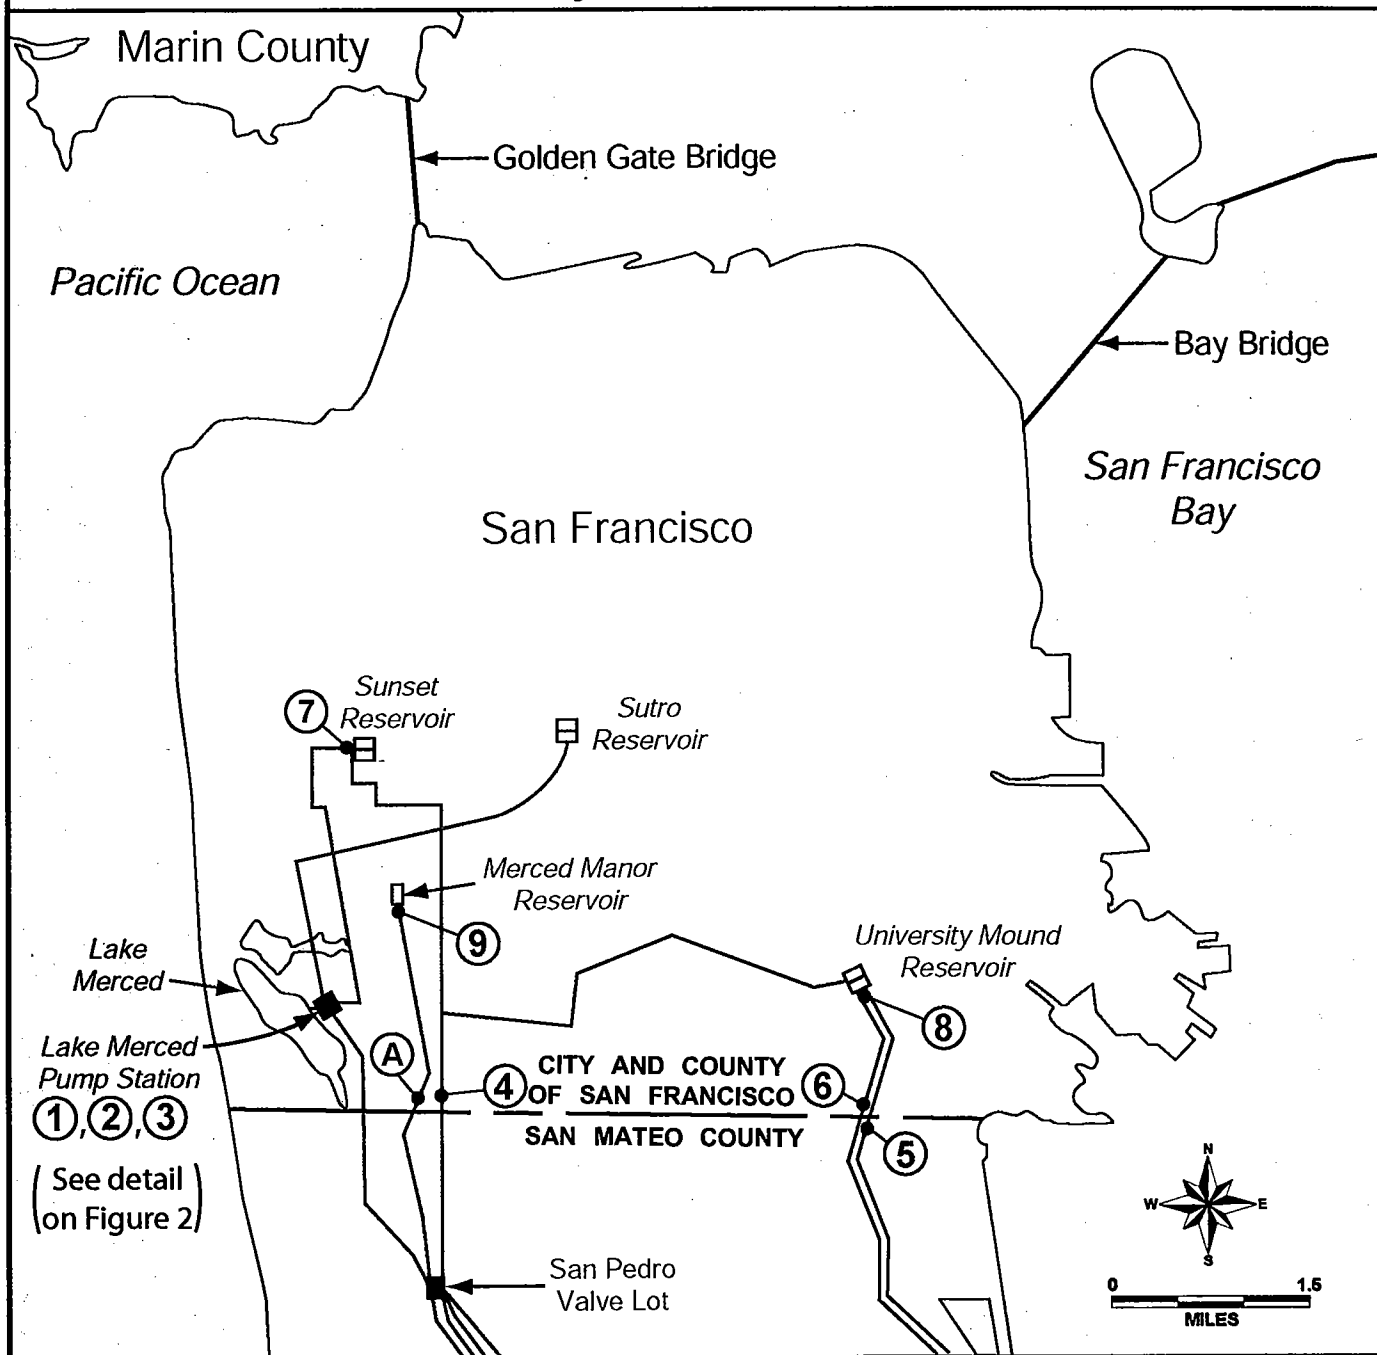 Marin County
Golden Gate Bridge
Pacific Ocean
Bay Bridge
San Francisco
Bay
San Francisco
7
Sunset
Reservoir
Sutro
Reservoir
Merced Manor
Reservoir
9
Lake
Merced
University Mound
Reservoir
8
Lake Merced
Pump Station
1, 2, 3
(See detail
on Figure 2)
A
4
CITY AND COUNTY
OF SAN FRANCISCO
6
SAN MATEO COUNTY
5
San Pedro
Valve Lot
N
W E
S
0 1.5
MILES